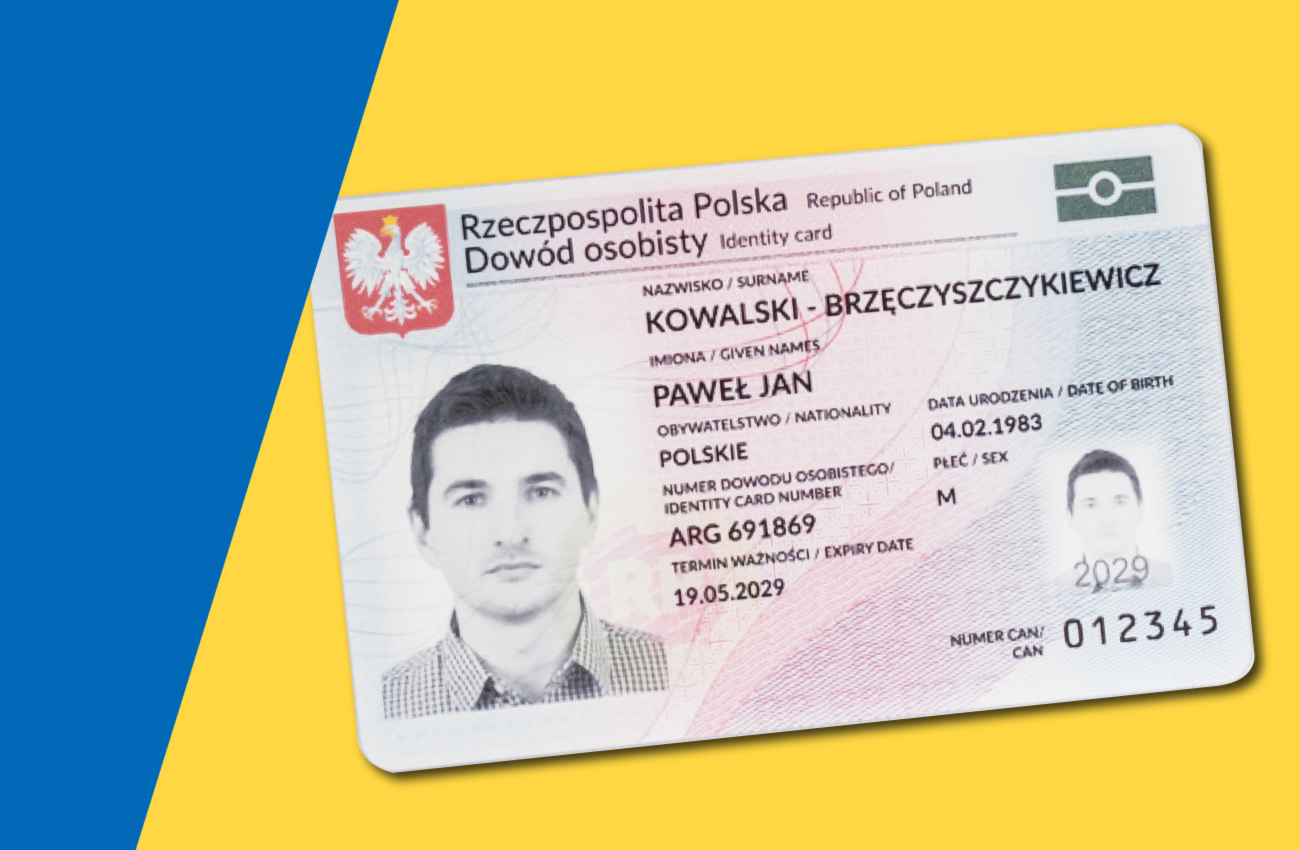 Rzeczpospolita Polska Republic of Poland
Dowód osobisty Identity card
NAZWISKO / SURNAME
KOWALSKI - BRZĘCZYSZCZYKIEWICZ
IMIONA / GIVEN NAMES
PAWEŁ JAN
OBYWATELSTWO / NATIONALITY
POLSKIE
DATA URODZENIA / DATE OF BIRTH
04.02.1983
NUMER DOWODU OSOBISTEGO/
IDENTITY CARD NUMBER
ARG 691869
PŁEĆ / SEX
M
TERMIN WAŻNOŚCI / EXPIRY DATE
19.05.2029
2029
NUMER CAN/
CAN
012345